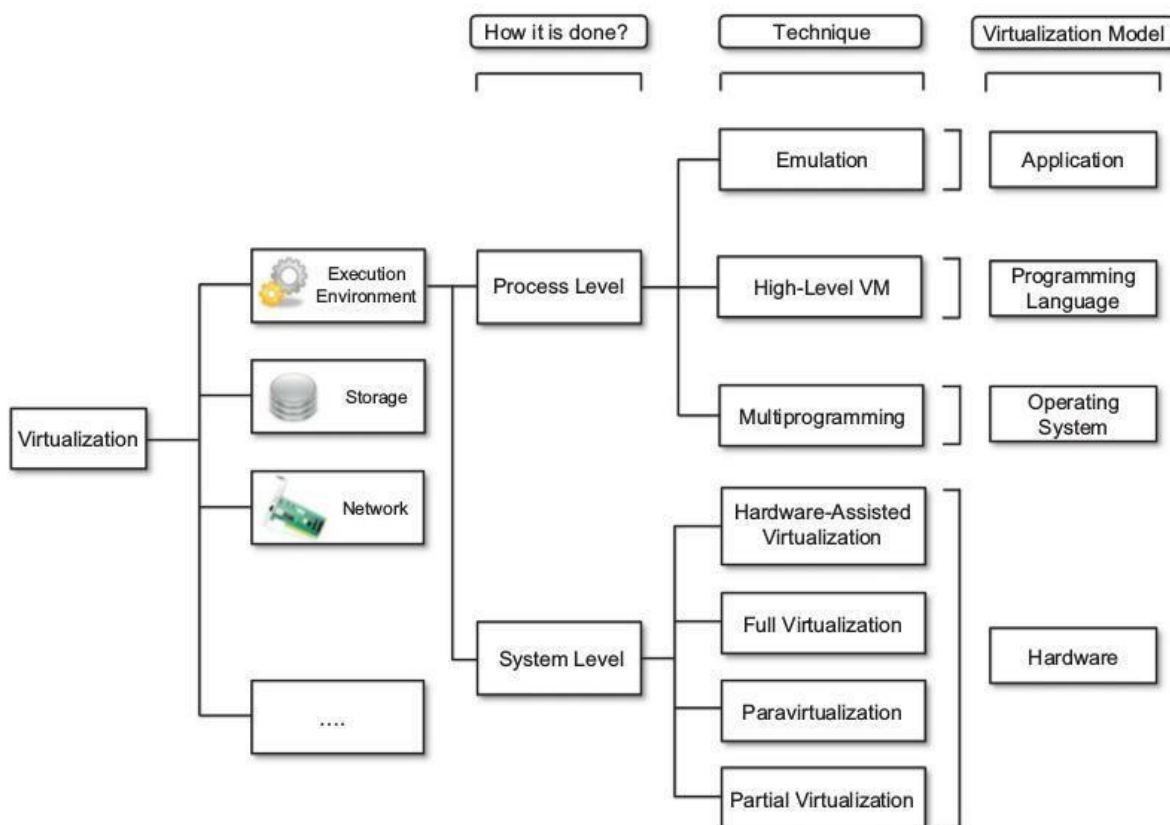 How it is done?
Technique
Virtualization Model
Emulation
Application
Execution
Environment
Process Level
High-Level VM
Programming
Language
Storage
Multiprogramming
Operating
System
Virtualization
Network
Hardware-Assisted
Virtualization
Full Virtualization
System Level
Hardware
....
Paravirtualization
Partial Virtualization